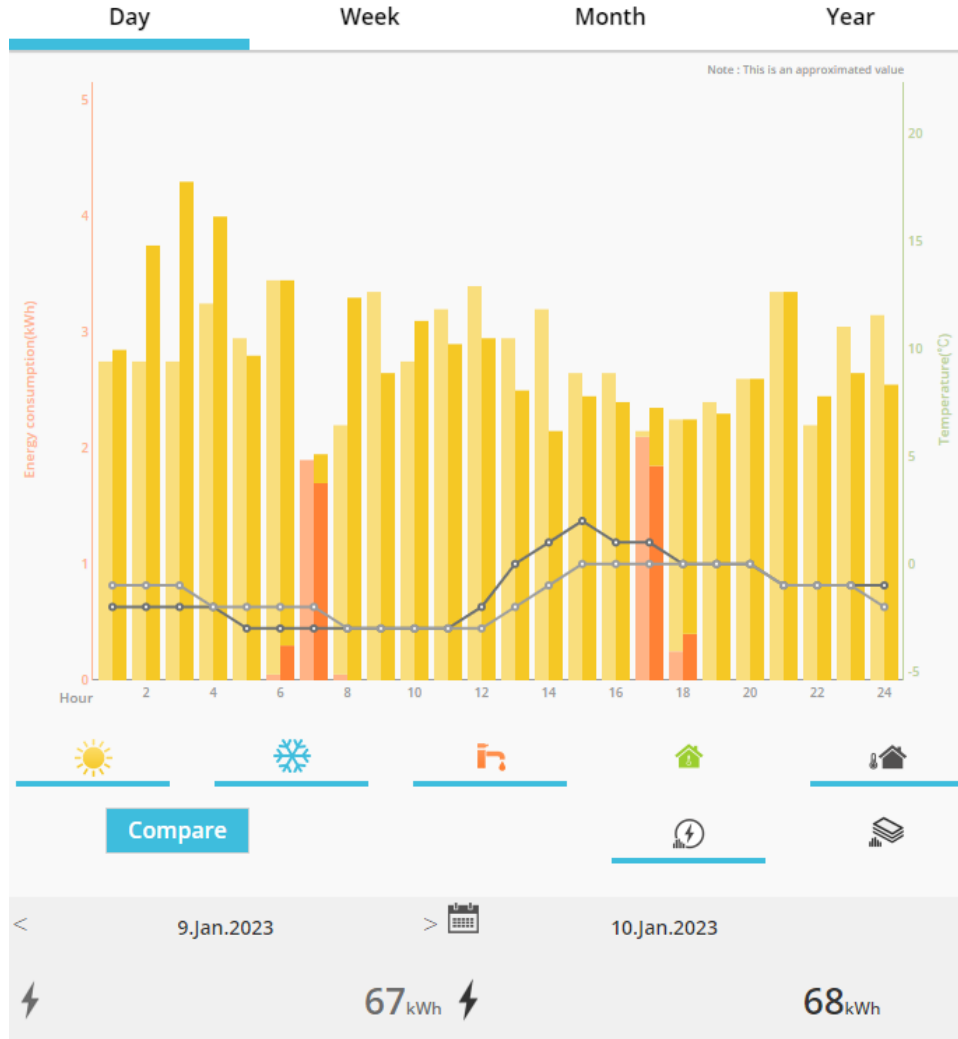 Day Week Month Year
Note : This is an approximated value
5
4
3
2
1
0
Energy consumption(kWh)
20
15
10
5
0
-5
Temperature(°C)
Hour 2 4 6 8 10 12 14 16 18 20 22 24
Compare
< 9.Jan.2023 > 10.Jan.2023
67kWh 68kWh